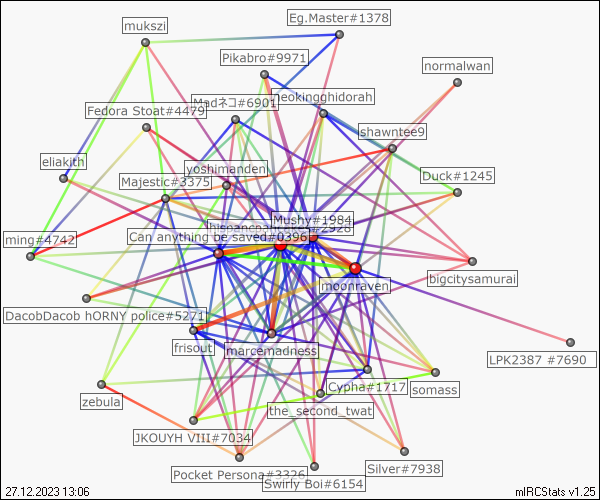 Eg.Master#1378
mukszi
Pikabro#9971
normalwan
Madネコ#6901
neokingghidorah
Fedora Stoat#4479
shawntee9
eliakith
yoshimanden
Majestic#3375
Duck#1245
Mushy#1984
Can anything be saved#0396
ming#4742
bigcitysamurai
moonraven
DacobDacob hORNY police#5271
frisout
marcemadness
LPK2387 #7690
Cypha#1717
somass
zebula
the_second_twat
JKOUYH VIII#7034
Pocket Persona#3326
Silver#7938
Swirly Boi#6154
27.12.2023 13:06
mIRCStats v1.25